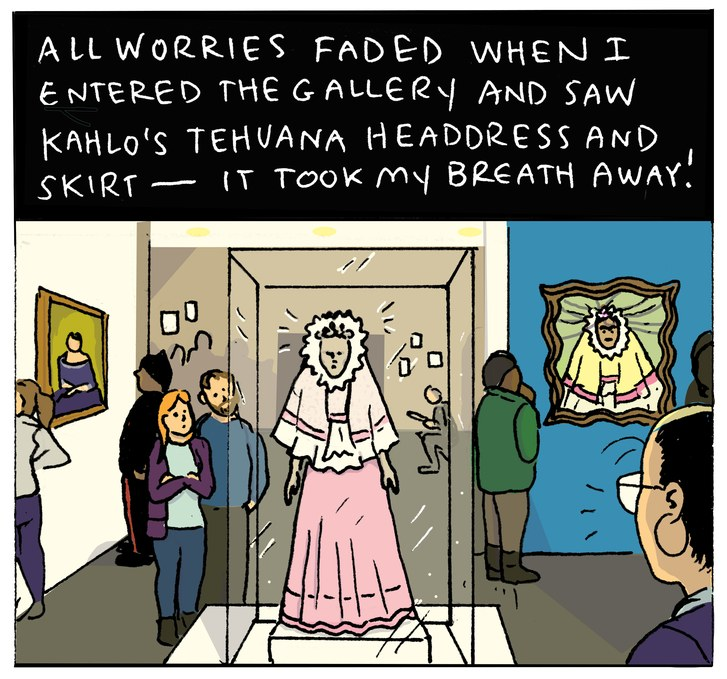 ALL WORRIES FADED WHEN I
ENTERED THE GALLERY AND SAW
KAHLO'S TEHUANA HEADDRESS AND
SKIRT — IT TOOK MY BREATH AWAY!